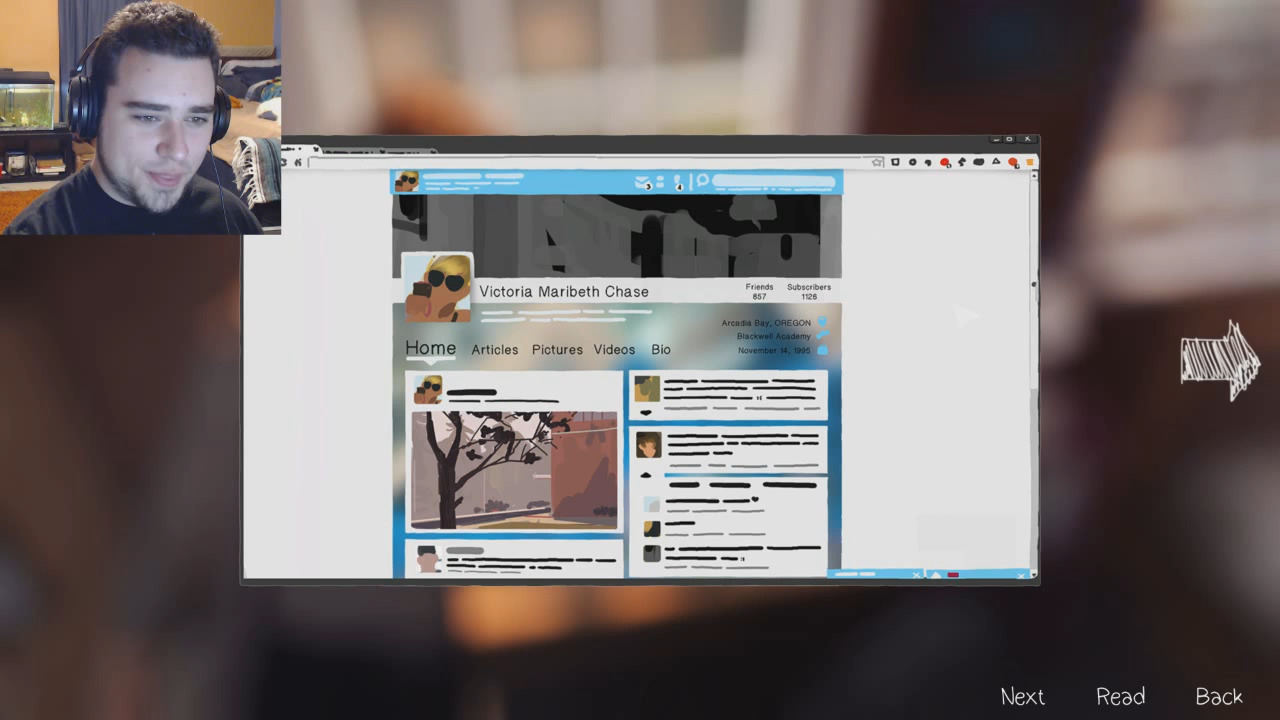 Victoria Maribeth Chase
Friends
857
Subscribers
1126
Arcadia Bay, OREGON
Blackwell Academy
November 14, 1995
Home Articles Pictures Videos Bio
Next Read Back